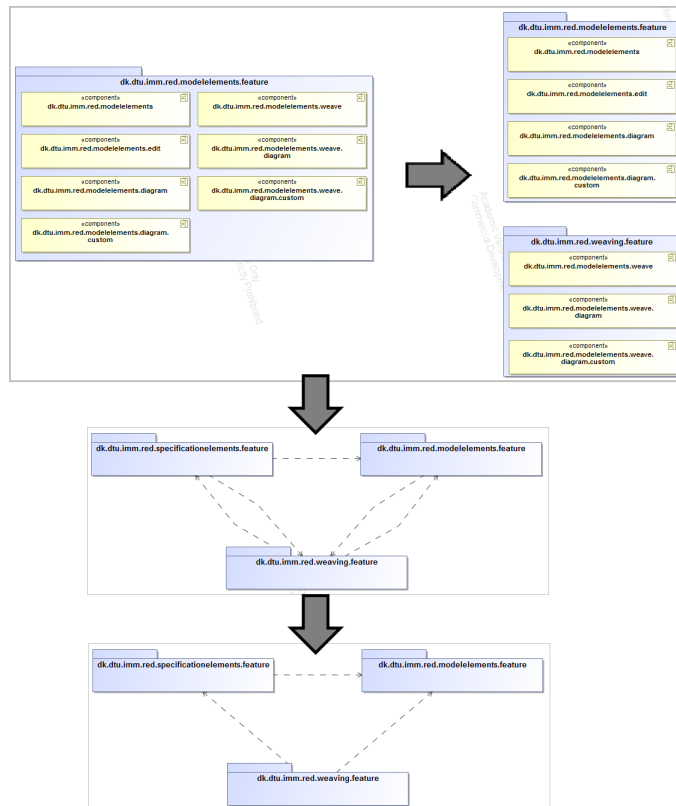 dk.dtu.imm.red.modelelements.feature
«component»
dk.dtu.imm.red.modelelements
«component»
dk.dtu.imm.red.modelelements.weave
«component»
dk.dtu.imm.red.modelelements.edit
«component»
dk.dtu.imm.red.modelelements.weave.
diagram
«component»
dk.dtu.imm.red.modelelements.diagram
«component»
dk.dtu.imm.red.modelelements.weave.
diagram.custom
«component»
dk.dtu.imm.red.modelelements.diagram.
custom
dk.dtu.imm.red.modelelements.feature
«component»
dk.dtu.imm.red.modelelements
«component»
dk.dtu.imm.red.modelelements.edit
«component»
dk.dtu.imm.red.modelelements.diagram
«component»
dk.dtu.imm.red.modelelements.diagram.
custom
dk.dtu.imm.red.weaving.feature
«component»
dk.dtu.imm.red.modelelements.weave
«component»
dk.dtu.imm.red.modelelements.weave.
diagram
«component»
dk.dtu.imm.red.modelelements.weave.
diagram.custom
Only
Prohibited
Academic
Commercial
dk.dtu.imm.red.specificationelements.feature
dk.dtu.imm.red.modelelements.feature
dk.dtu.imm.red.weaving.feature
dk.dtu.imm.red.specificationelements.feature
dk.dtu.imm.red.modelelements.feature
dk.dtu.imm.red.weaving.feature